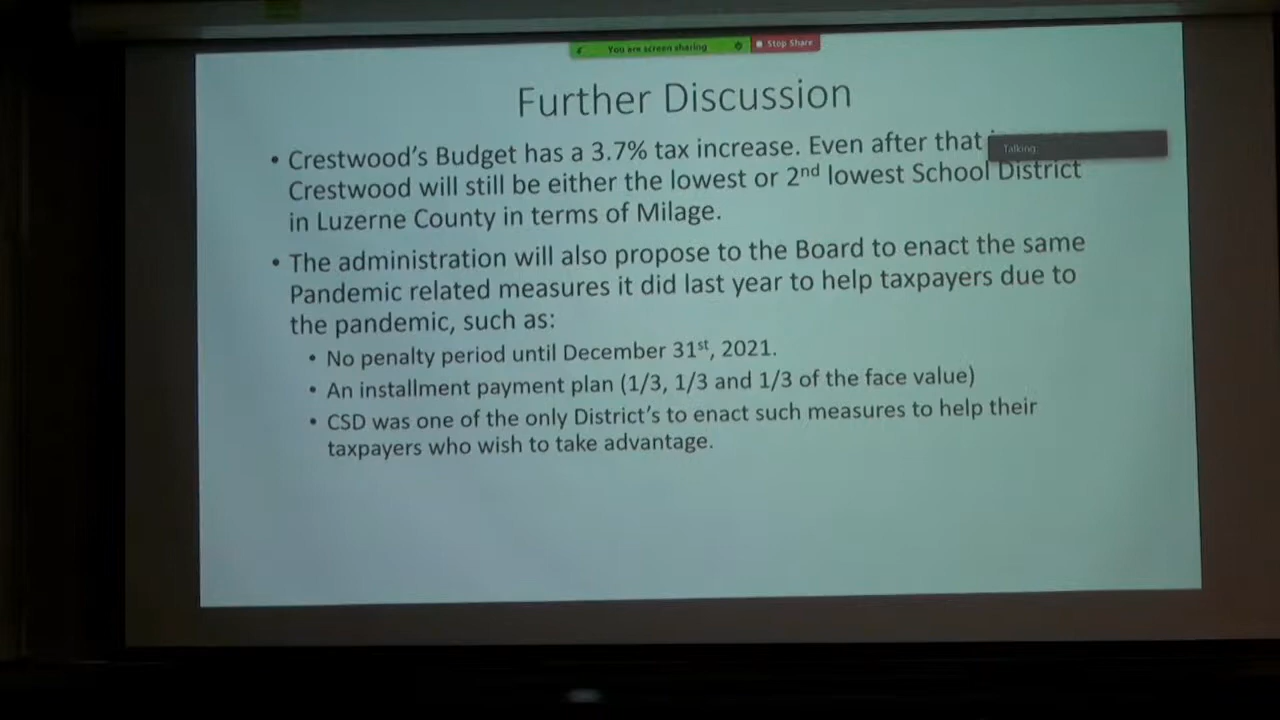 You are screen sharing
Stop Share
Further Discussion
• Crestwood's Budget has a 3.7% tax increase. Even after that
Talking:
Crestwood will still be either the lowest or 2nd lowest School District
in Luzerne County in terms of Milage.
• The administration will also propose to the Board to enact the same
Pandemic related measures it did last year to help taxpayers due to
the pandemic, such as:
• No penalty period until December 31st, 2021.
• An installment payment plan (1/3, 1/3 and 1/3 of the face value)
• CSD was one of the only District's to enact such measures to help their
taxpayers who wish to take advantage.